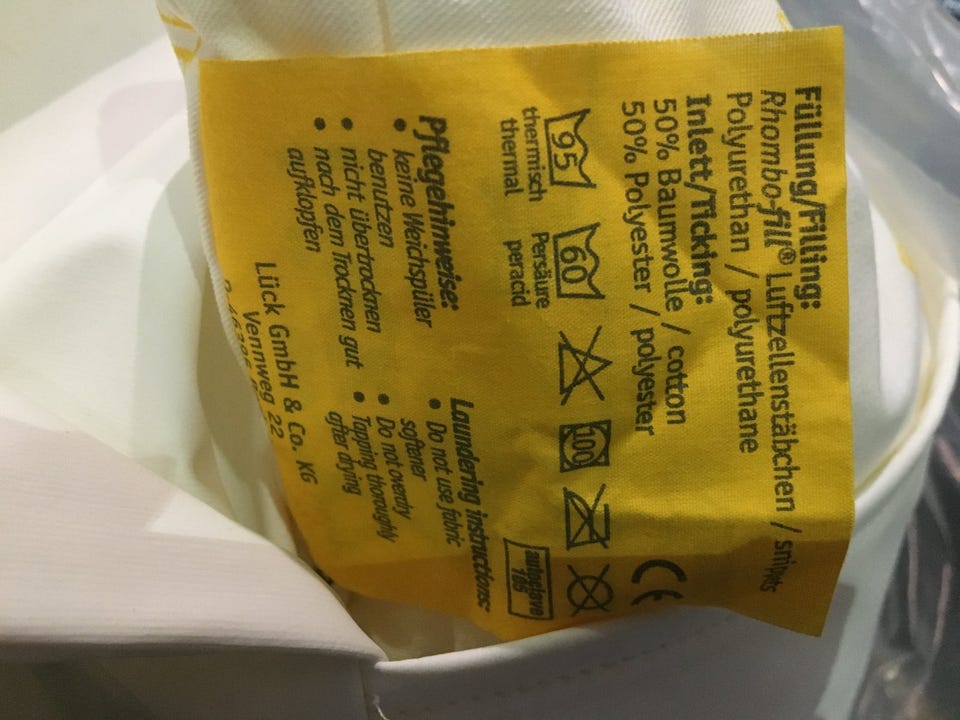 Füllung/Filling:
Rhombo-fill® Luftzellenstäbchen / snippets
Polyurethan / polyurethane
Inlett/Ticking:
50% Baumwolle / cotton
50% Polyester / polyester
95 60 100
thermisch
thermal
Persäure
peracid
CE
autoclave
Pflegehinweise:
• keine Weichspüler
benutzen
• nicht übertrocknen
• nach dem Trocknen gut
aufklopfen
Laundering instructions:
• Do not use fabric
softener
• Do not overdry
• Tapping thoroughly
after drying
Lück GmbH & Co. KG
Vennweg 22